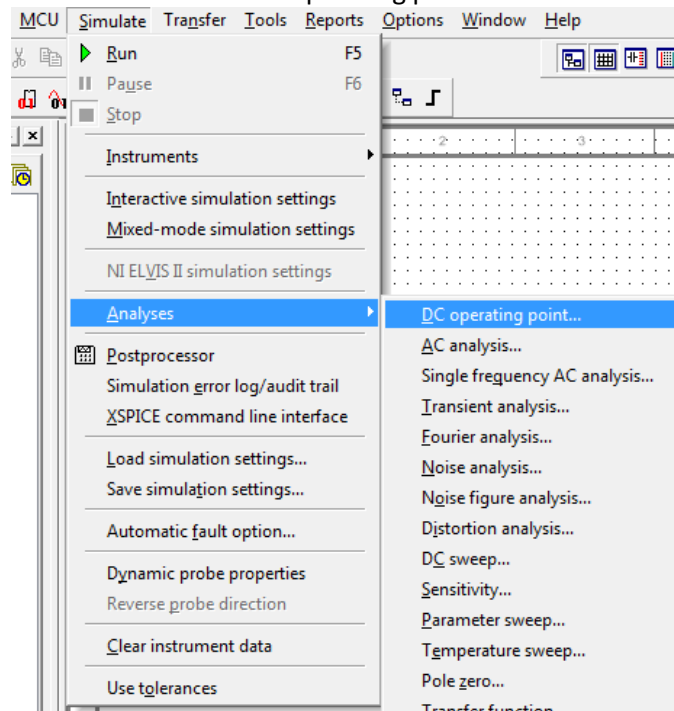 MCU Simulate Transfer Tools Reports Options Window Help
Run F5
Pause F6
Stop
2 3
Instruments
Interactive simulation settings
Mixed-mode simulation settings
NI ELVIS II simulation settings
Analyses
DC operating point...
AC analysis...
Postprocessor
Single frequency AC analysis...
Simulation error log/audit trail
Transient analysis...
XSPICE command line interface
Fourier analysis...
Load simulation settings...
Noise analysis...
Save simulation settings...
Noise figure analysis...
Automatic fault option...
Distortion analysis...
DC sweep...
Dynamic probe properties
Sensitivity...
Reverse probe direction
Parameter sweep...
Clear instrument data
Temperature sweep...
Use tolerances
Pole zero...
Transfer function